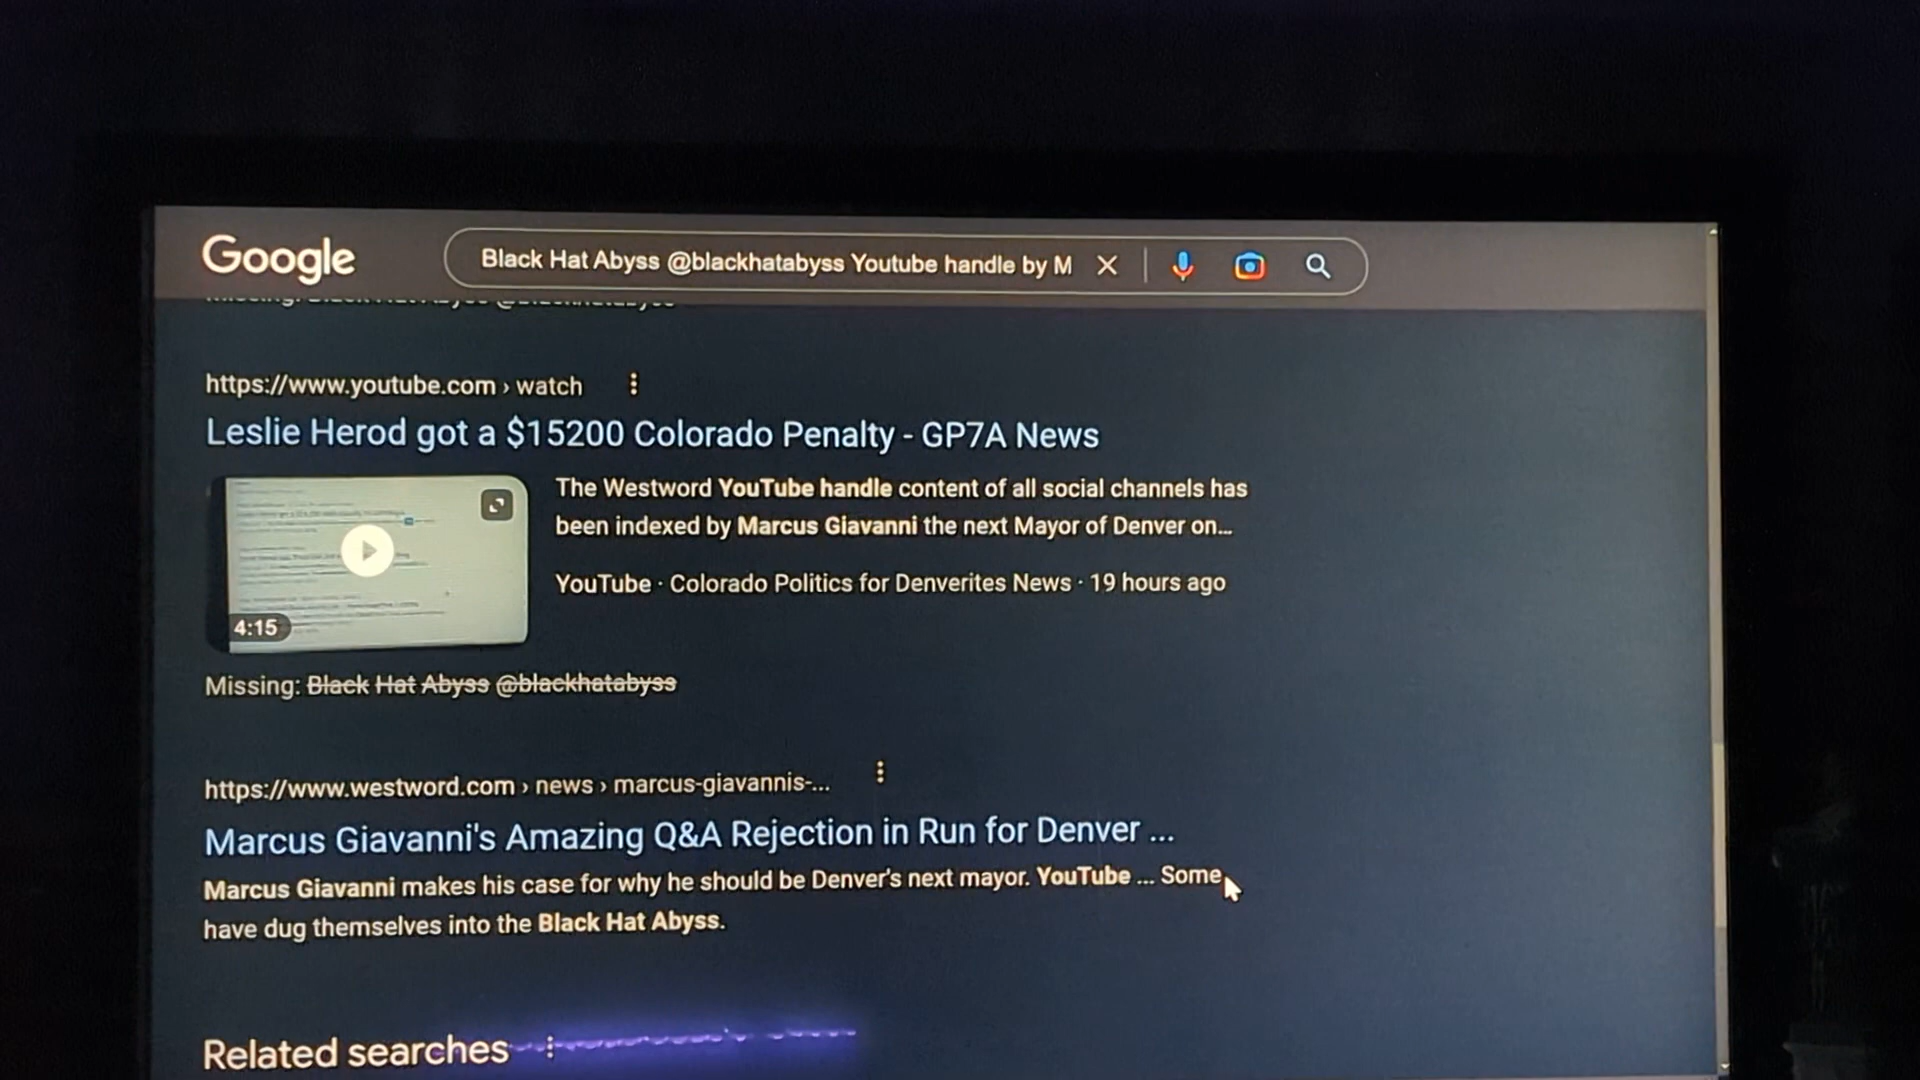 Google
Black Hat Abyss @blackhatabyss Youtube handle by M
Missing: Black Hat Abyss @blackhatabyss
https://www.youtube.com › watch
Leslie Herod got a $15200 Colorado Penalty - GP7A News
The Westword YouTube handle content of all social channels has
been indexed by Marcus Giavanni the next Mayor of Denver on...
YouTube · Colorado Politics for Denverites News · 19 hours ago
4:15
Missing: Black Hat Abyss @blackhatabyss
https://www.westword.com › news › marcus-giavannis-...
Marcus Giavanni's Amazing Q&A Rejection in Run for Denver ...
Marcus Giavanni makes his case for why he should be Denver's next mayor. YouTube ... Some
have dug themselves into the Black Hat Abyss.
Related searches